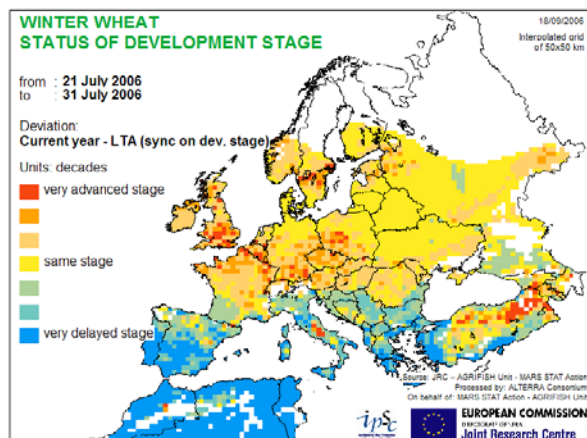 WINTER WHEAT
STATUS OF DEVELOPMENT STAGE
18/09/2006
Interpolated grid
of 50x50 km
from : 21 July 2006
to : 31 July 2006
Deviation:
Current year - LTA (sync on dev. stage)
Units: decades
very advanced stage
same stage
very delayed stage
Source: JRC – AGRIFISH Unit - MARS STAT Action
Processed by: ALTERRA Consortium
On behalf of: MARS STAT Action - AGRIFISH Unit
ipsc
EUROPEAN COMMISSION
DIRECTORATE GENERAL
Joint Research Centre